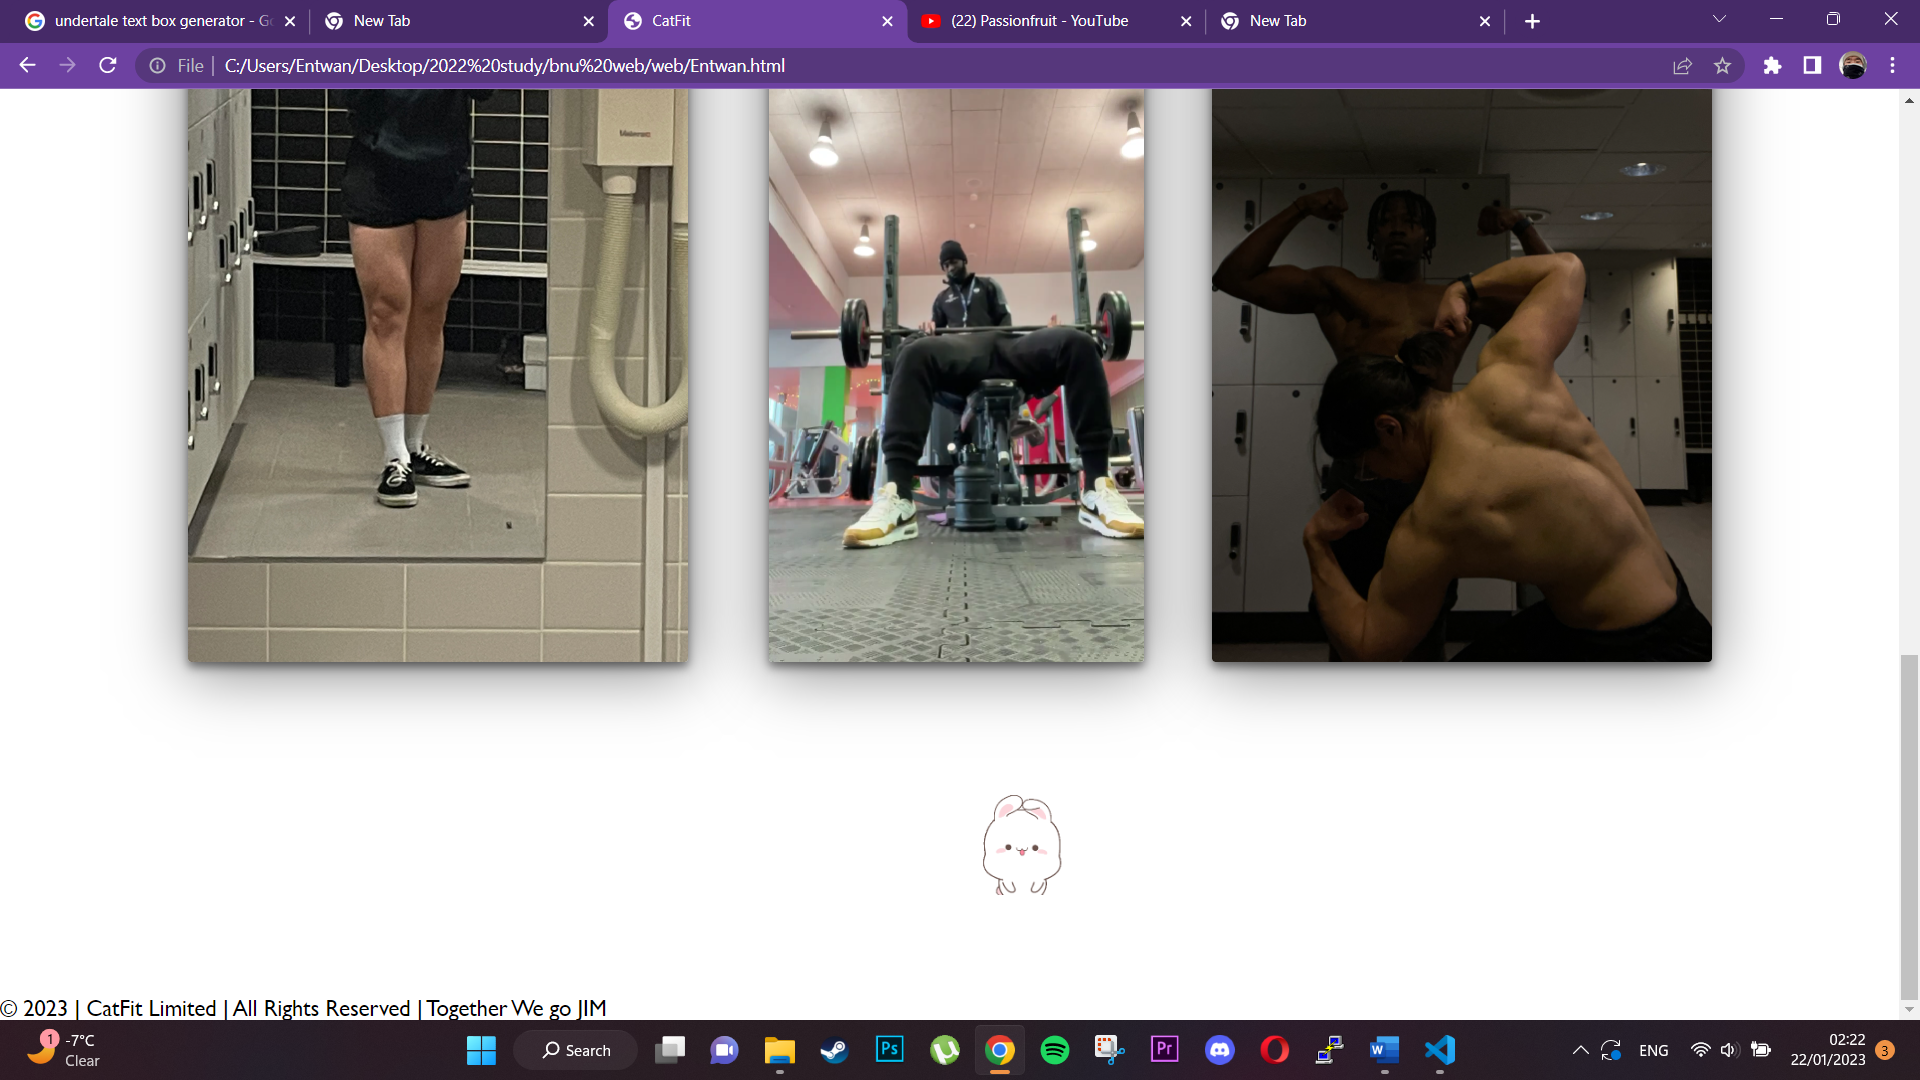 undertale text box generator - G
New Tab
CatFit
(22) Passionfruit - YouTube
New Tab
File
C:/Users/Entwan/Desktop/2022%20study/bnu%20web/web/Entwan.html
© 2023 | CatFit Limited | All Rights Reserved | Together We go JIM
1
-7°C
Clear
Search
Ps
Pr
W
ENG
02:22
22/01/2023
3